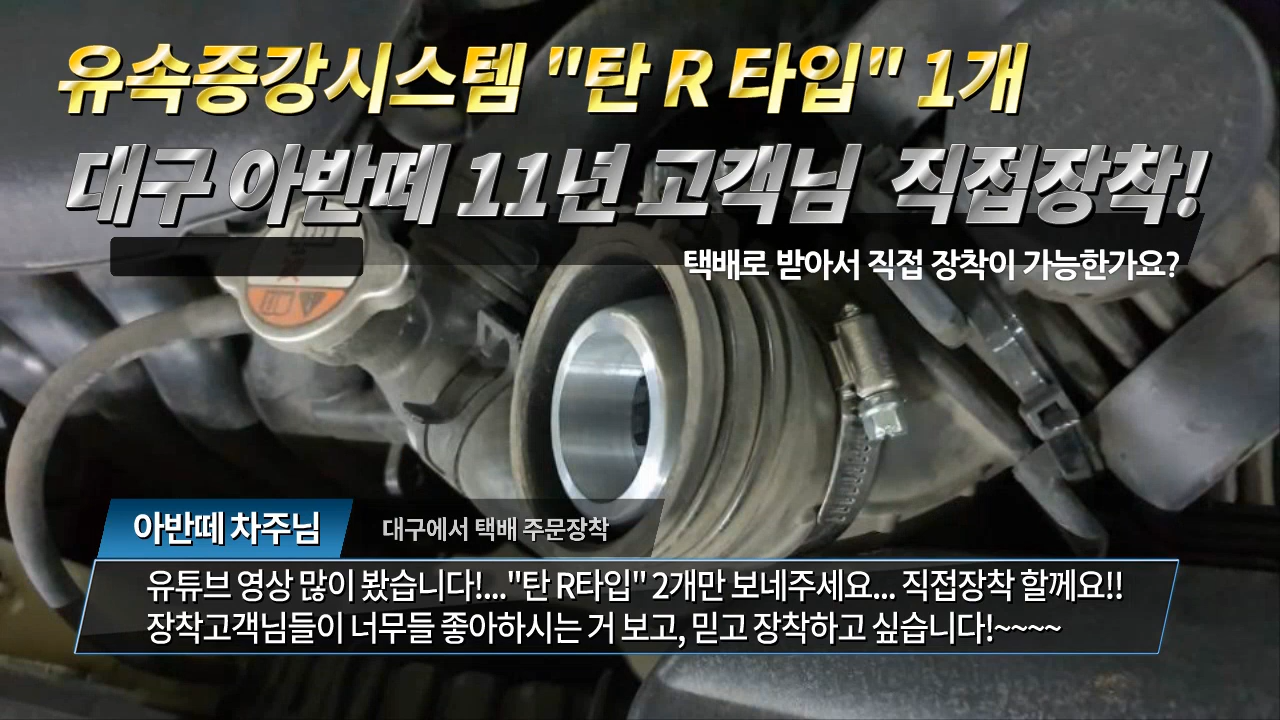 유속증강시스템 "탄 R 타입" 1개
대구 아반떼 11년 고객님 직접장착!
택배로 받아서 직접 장착이 가능한가요?
아반떼 차주님 대구에서 택배 주문장착
유튜브 영상 많이 봤습니다!..."탄 R타입" 2개만 보네주세요... 직접장착 할께요!!
장착고객님들이 너무들 좋아하시는 거 보고, 믿고 장착하고 싶습니다!~~~~